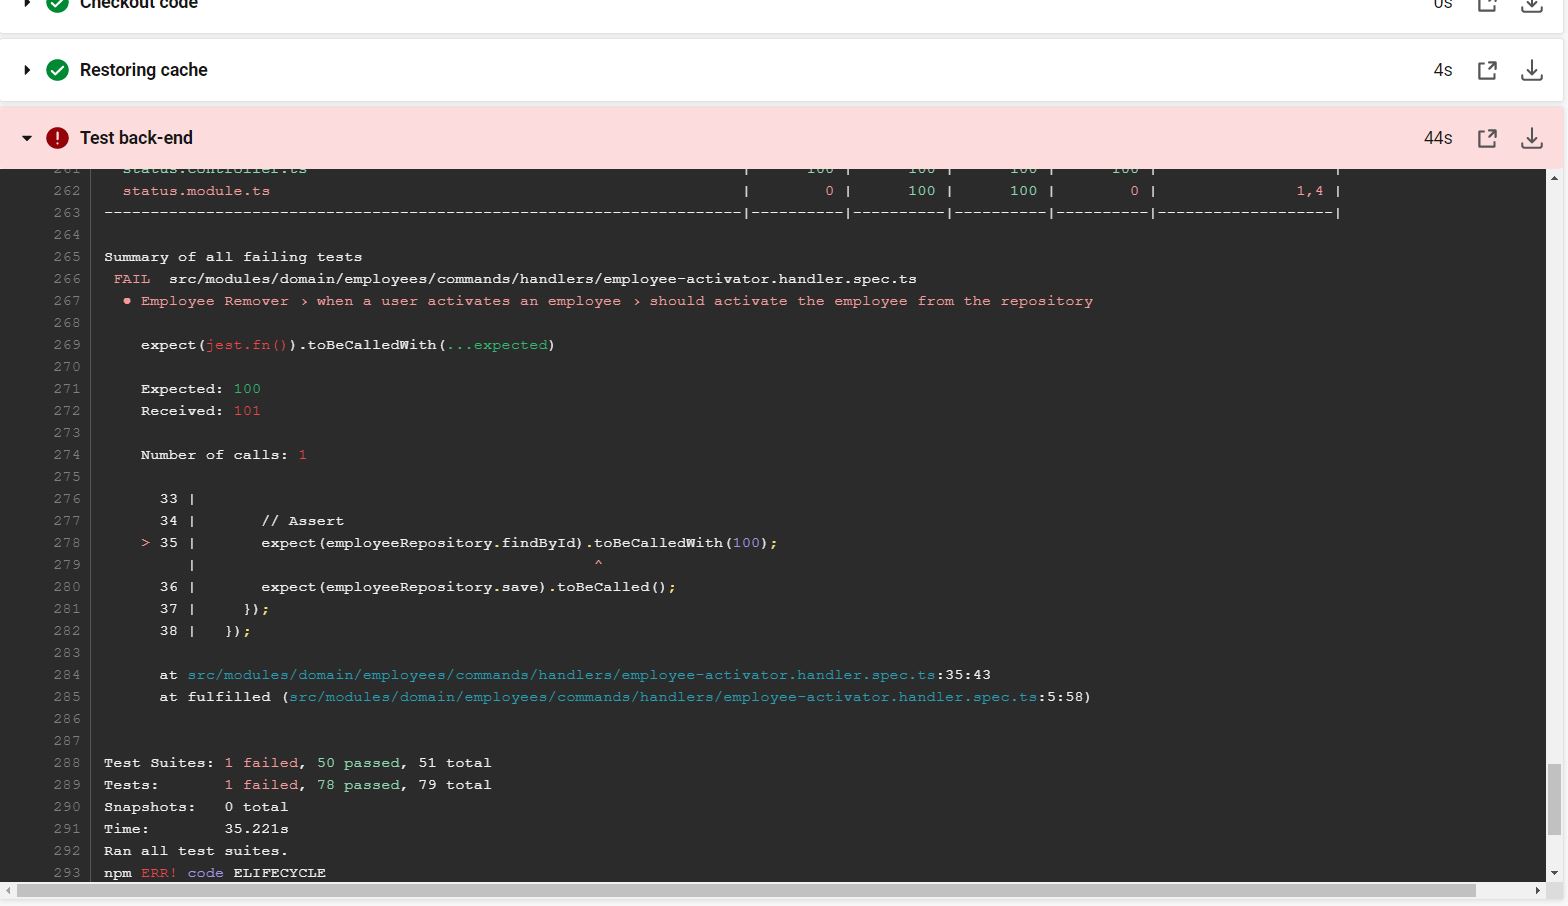 Checkout code 0s
Restoring cache 4s
Test back-end 44s
261 status.controller.ts | 100 | 100 | 100 | 100 | |
262 status.module.ts | 0 | 100 | 100 | 0 | 1,4 |
263 ---------------------------------------------------------------------|----------|----------|----------|----------|-------------------|
264
265 Summary of all failing tests
266 FAIL src/modules/domain/employees/commands/handlers/employee-activator.handler.spec.ts
267 ● Employee Remover › when a user activates an employee › should activate the employee from the repository
268
269 expect(jest.fn()).toBeCalledWith(...expected)
270
271 Expected: 100
272 Received: 101
273
274 Number of calls: 1
275
276 33 |
277 34 | // Assert
278 > 35 | expect(employeeRepository.findById).toBeCalledWith(100);
279 | ^
280 36 | expect(employeeRepository.save).toBeCalled();
281 37 | });
282 38 | });
283
284 at src/modules/domain/employees/commands/handlers/employee-activator.handler.spec.ts:35:43
285 at fulfilled (src/modules/domain/employees/commands/handlers/employee-activator.handler.spec.ts:5:58)
286
287
288 Test Suites: 1 failed, 50 passed, 51 total
289 Tests: 1 failed, 78 passed, 79 total
290 Snapshots: 0 total
291 Time: 35.221s
292 Ran all test suites.
293 npm ERR! code ELIFECYCLE